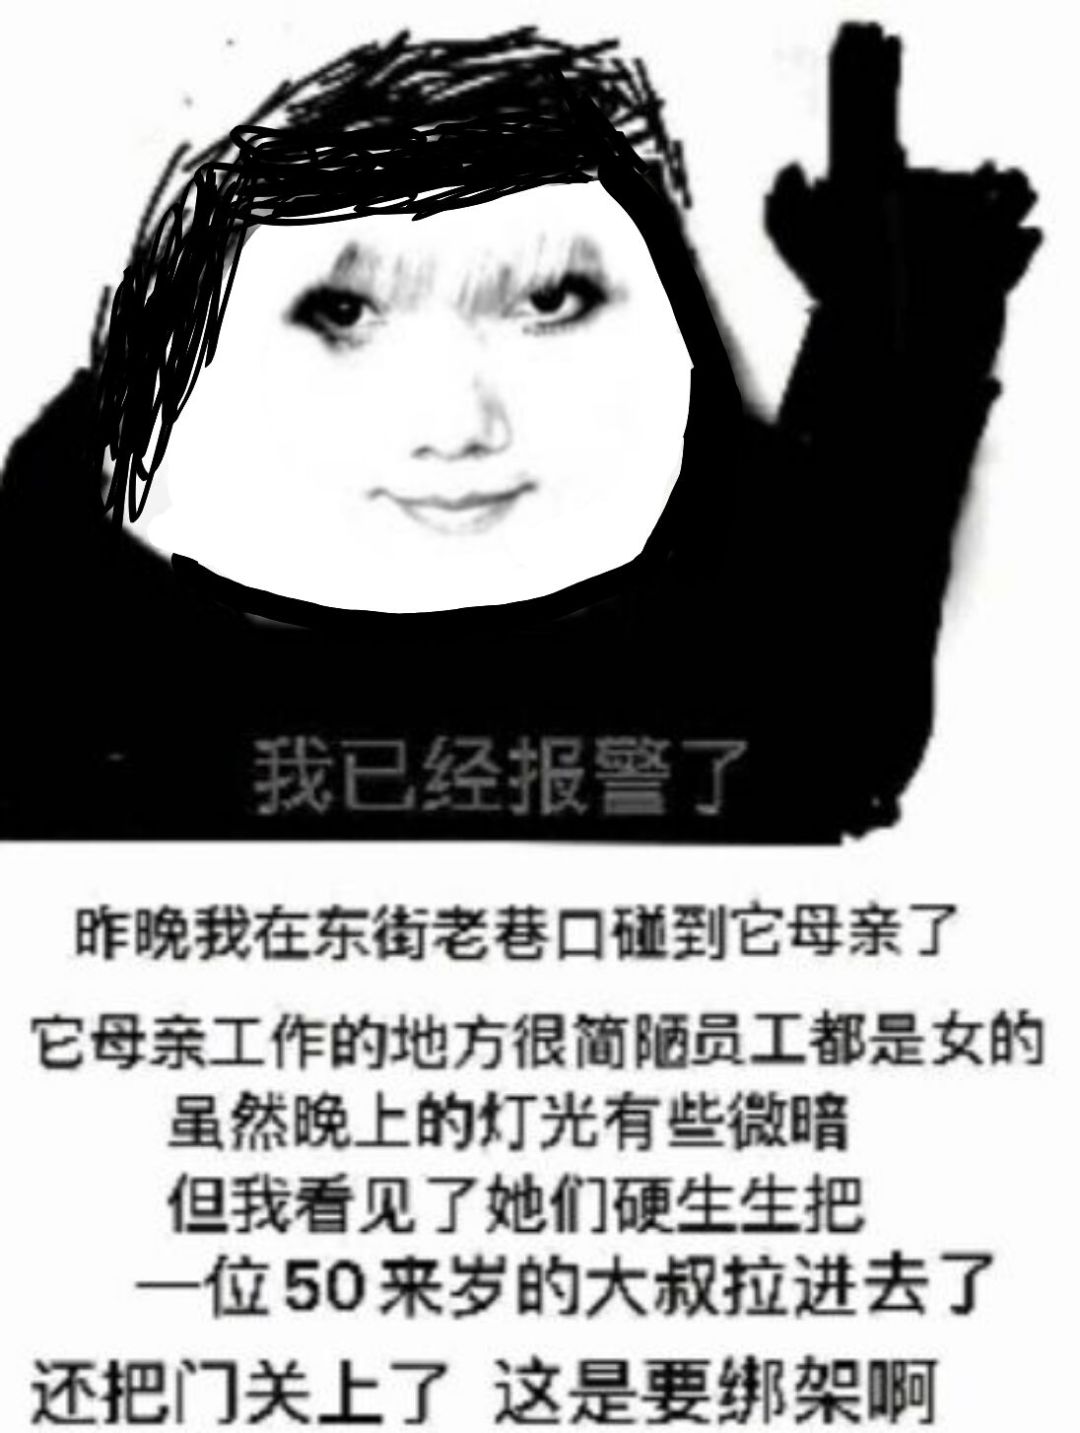 我已经报警了
昨晚我在东街老巷口碰到它母亲了
它母亲工作的地方很简陋员工都是女的
虽然晚上的灯光有些微暗
但我看见了她们硬生生把
一位50来岁的大叔拉进去了
还把门关上了 这是要绑架啊